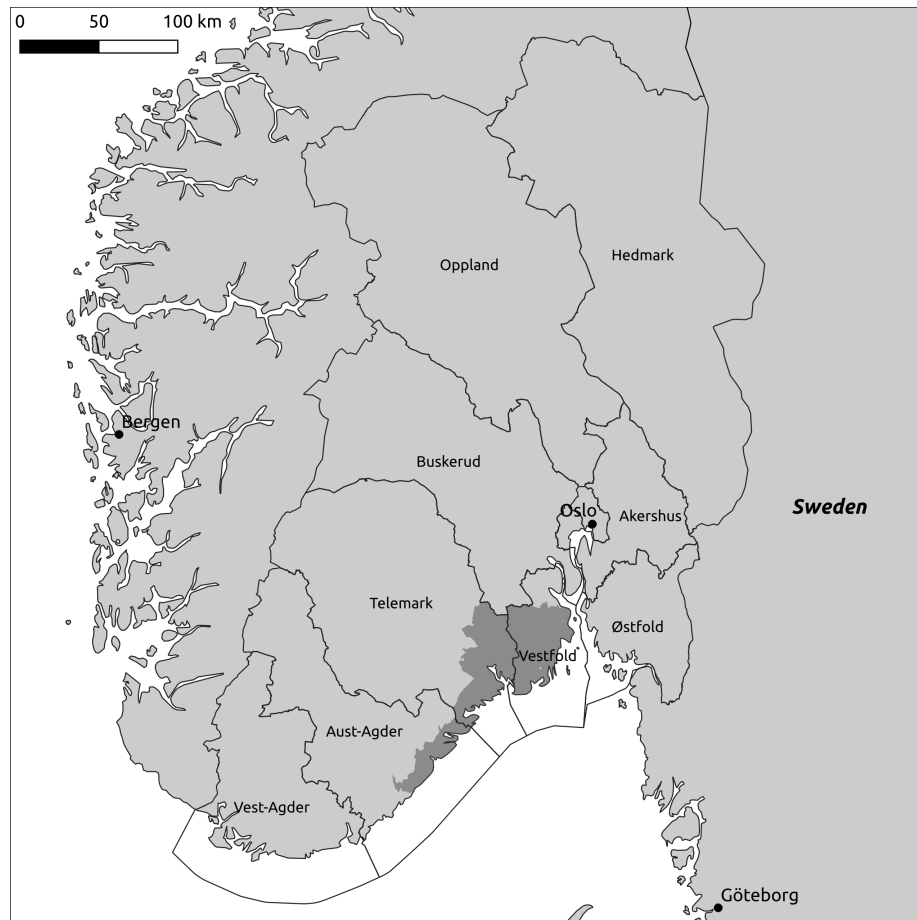 0 50 100 km
Oppland
Hedmark
Bergen
Buskerud
Oslo
Akershus
Sweden
Telemark
Østfold
Vestfold
Aust-Agder
Vest-Agder
Göteborg